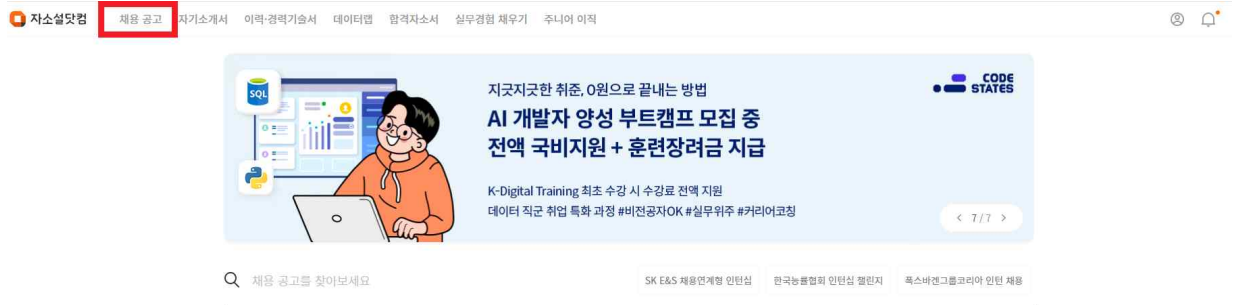 자소설닷컴 채용 공고 자기소개서 이력·경력기술서 데이터랩 합격자소서 실무경험 채우기 주니어 이직
SQL
지긋지긋한 취준, 0원으로 끝내는 방법
AI 개발자 양성 부트캠프 모집 중
전액 국비지원 + 훈련장려금 지급
K-Digital Training 최초 수강 시 수강료 전액 지원
데이터 직군 취업 특화 과정 #비전공자OK #실무위주 #커리어코칭
CODE
STATES
< 7 / 7 >
채용 공고를 찾아보세요
SK E&S 채용연계형 인턴십 한국능률협회 인턴십 챌린지 폭스바겐그룹코리아 인턴 채용